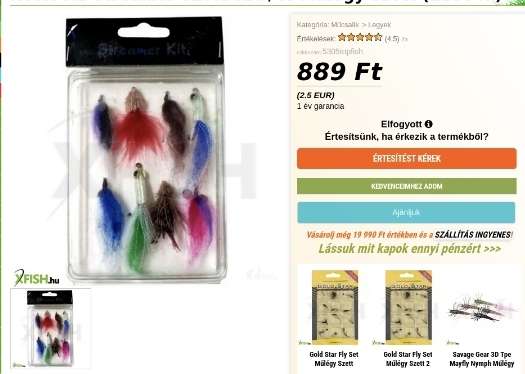 Streamer Kit
XFISH.hu
Kategória: Műcsalik > Legyek
Értékelések: (4.5)
889 Ft
(2.5 EUR)
1 év garancia
Elfogyott
Értesítsünk, ha érkezik a termékből?
ÉRTESÍTÉST KÉREK
KEDVENCEIMHEZ ADOM
Ajánljuk
Vásárolj még 19 990 Ft értékben és a SZÁLLÍTÁS INGYENES!
Lássuk mit kapok ennyi pénzért >>>
Gold Star Fly Set
Műlégy Szett
Gold Star Fly Set
Műlégy Szett 2
Savage Gear 3D Tpe
Mayfly Nymph Műlégy